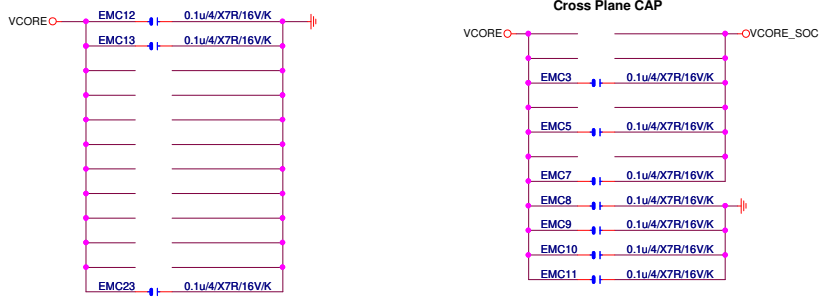 VCORE
EMC12 0.1u/4/X7R/16V/K
EMC13 0.1u/4/X7R/16V/K
EMC23 0.1u/4/X7R/16V/K
Cross Plane CAP
VCORE VCORE_SOC
EMC3 0.1u/4/X7R/16V/K
EMC5 0.1u/4/X7R/16V/K
EMC7 0.1u/4/X7R/16V/K
EMC8 0.1u/4/X7R/16V/K
EMC9 0.1u/4/X7R/16V/K
EMC10 0.1u/4/X7R/16V/K
EMC11 0.1u/4/X7R/16V/K